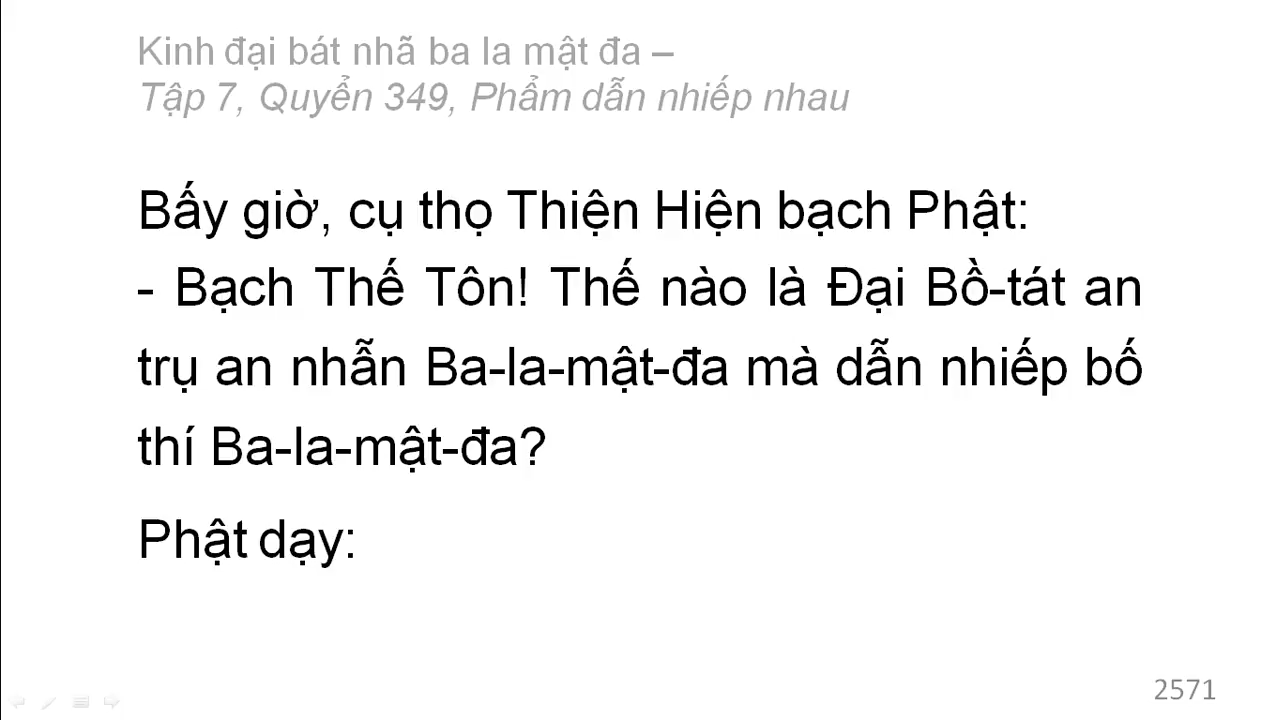 Kinh đại bát nhã ba la mật đa –
Tập 7, Quyển 349, Phẩm dẫn nhiếp nhau
Bấy giờ, cụ thọ Thiện Hiện bạch Phật:
- Bạch Thế Tôn! Thế nào là Đại Bồ-tát an
trụ an nhẫn Ba-la-mật-đa mà dẫn nhiếp bố
thí Ba-la-mật-đa?
Phật dạy:
2571